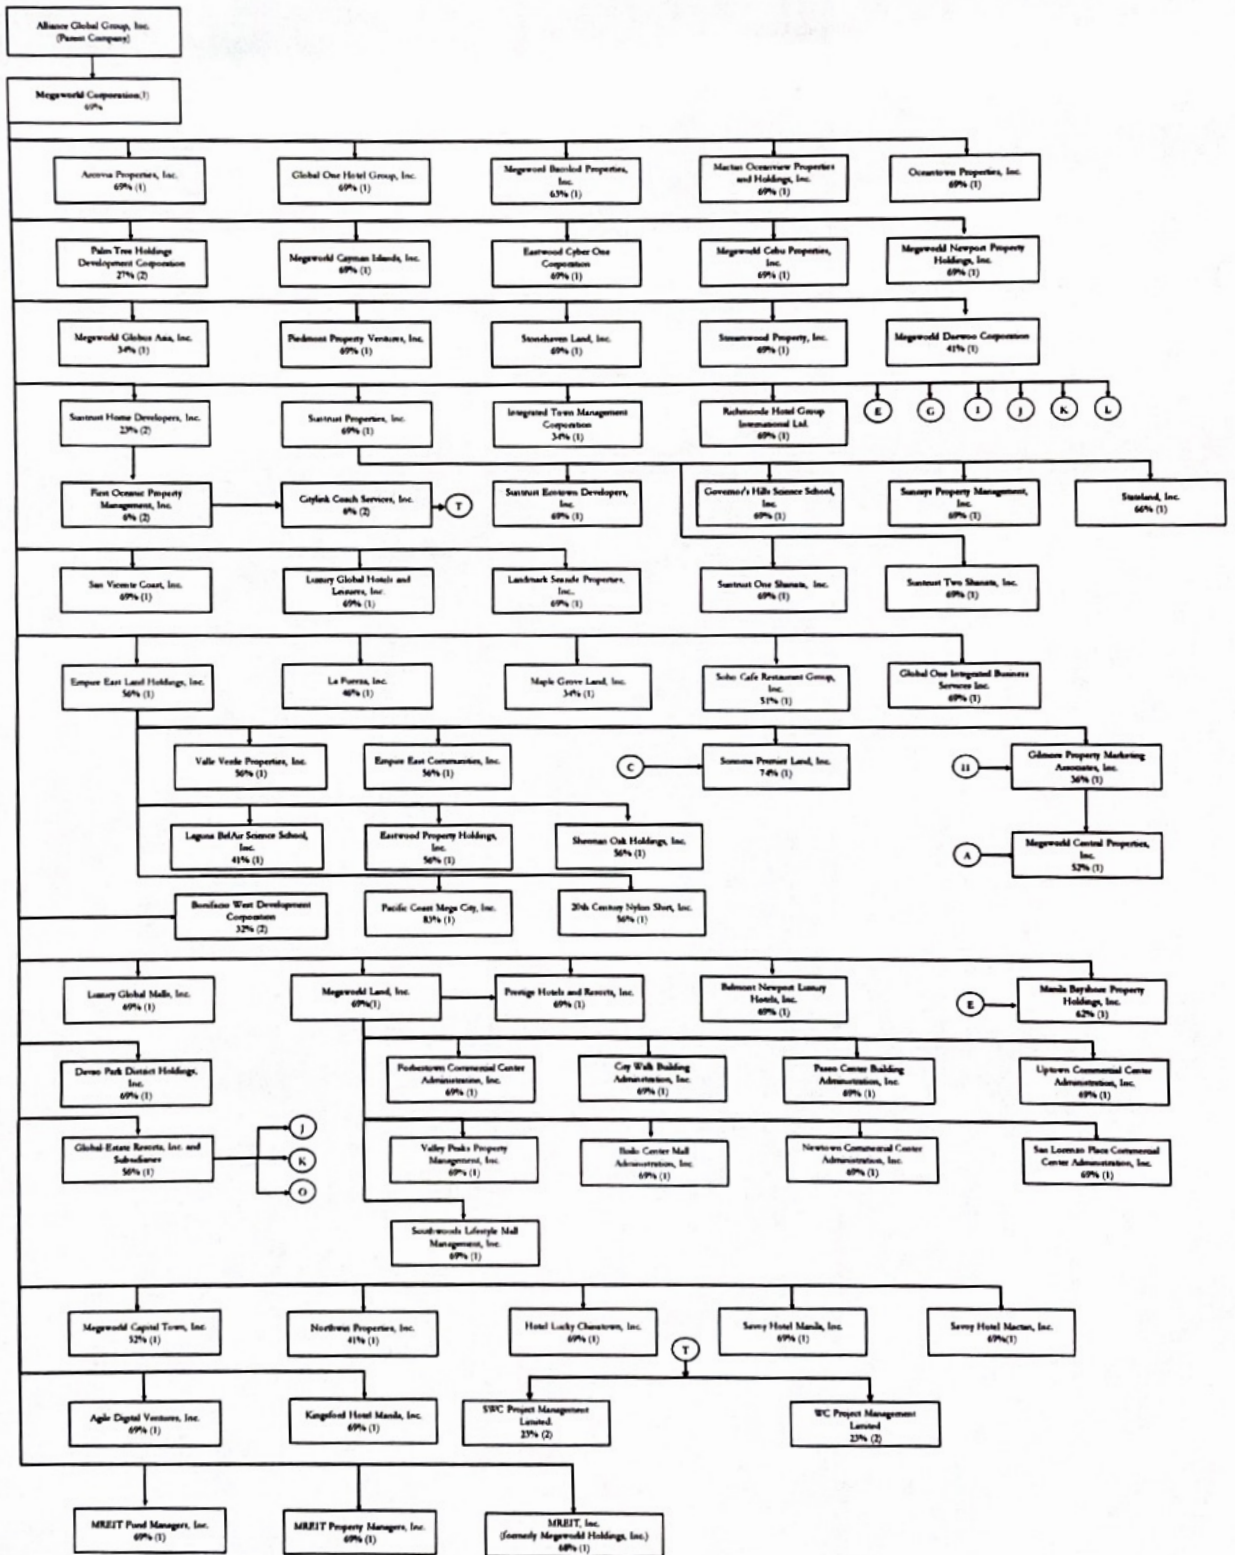 Alliance Global Group, Inc.
(Parent Company)
Megaworld Corporation(1)
69%
Arcovia Properties, Inc.
69% (1)
Global One Hotel Group, Inc.
69% (1)
Megaworld Bacolod Properties,
Inc.
63% (1)
Mactan Oceanview Properties
and Holdings, Inc.
69% (1)
Oceantown Properties, Inc.
69% (1)
Palm Tree Holdings
Development Corporation
27% (2)
Megaworld Cayman Islands, Inc.
69% (1)
Eastwood Cyber One
Corporation
69% (1)
Megaworld Cebu Properties,
Inc.
69% (1)
Megaworld Newport Property
Holdings, Inc.
69% (1)
Megaworld Globus Asia, Inc.
34% (1)
Piedmont Property Ventures, Inc.
69% (1)
Stonehaven Land, Inc.
69% (1)
Streamwood Property, Inc.
69% (1)
Megaworld Daewoo Corporation
41% (1)
Suntrust Home Developers, Inc.
23% (2)
Suntrust Properties, Inc.
69% (1)
Integrated Town Management
Corporation
34% (1)
Richmonde Hotel Group
International Ltd.
69% (1)
E
G
I
J
K
L
First Oceanic Property
Management, Inc.
6% (2)
Citylink Coach Services, Inc.
6% (2)
T
Suntrust Ecotown Developers,
Inc.
69% (1)
Governor's Hills Science School,
Inc.
69% (1)
Sunrays Property Management,
Inc.
69% (1)
Stateland, Inc.
66% (1)
San Vicente Coast, Inc.
69% (1)
Luxury Global Hotels and
Leisures, Inc.
69% (1)
Landmark Seaside Properties,
Inc.
69% (1)
Suntrust One Shanata, Inc.
69% (1)
Suntrust Two Shanata, Inc.
69% (1)
Empire East Land Holdings, Inc.
56% (1)
La Fuerza, Inc.
46% (1)
Maple Grove Land, Inc.
34% (1)
Soho Cafe Restaurant Group,
Inc.
51% (1)
Global One Integrated Business
Services Inc.
69% (1)
Valle Verde Properties, Inc.
56% (1)
Empire East Communities, Inc.
56% (1)
C
Sonoma Premier Land, Inc.
74% (1)
H
Gilmore Property Marketing
Associates, Inc.
36% (1)
Laguna BelAir Science School,
Inc.
41% (1)
Eastwood Property Holdings,
Inc.
56% (1)
Sherman Oak Holdings, Inc.
56% (1)
A
Megaworld Central Properties,
Inc.
52% (1)
Bonifacio West Development
Corporation
32% (2)
Pacific Coast Mega City, Inc.
83% (1)
20th Century Nylon Shirt, Inc.
56% (1)
Luxury Global Malls, Inc.
69% (1)
Megaworld Land, Inc.
69%(1)
Prestige Hotels and Resorts, Inc.
69% (1)
Belmont Newport Luxury
Hotels, Inc.
69% (1)
E
Manila Bayshore Property
Holdings, Inc.
62% (1)
Davao Park District Holdings,
Inc.
69% (1)
Forbestown Commercial Center
Administration, Inc.
69% (1)
City Walk Building
Administration, Inc.
69% (1)
Paseo Center Building
Administration, Inc.
69% (1)
Uptown Commercial Center
Administration, Inc.
69% (1)
Global-Estate Resorts, Inc. and
Subsidiaries
56% (1)
J
K
O
Valley Peaks Property
Management, Inc.
69% (1)
Iloilo Center Mall
Administration, Inc.
69% (1)
Newtown Commercial Center
Administration, Inc.
69% (1)
San Lorenzo Place Commercial
Center Administration, Inc.
69% (1)
Southwoods Lifestyle Mall
Management, Inc.
69% (1)
Megaworld Capital Town, Inc.
52% (1)
Northwin Properties, Inc.
41% (1)
Hotel Lucky Chinatown, Inc.
69% (1)
Savoy Hotel Manila, Inc.
69% (1)
Savoy Hotel Mactan, Inc.
69%(1)
T
Agile Digital Ventures, Inc.
69% (1)
Kingsford Hotel Manila, Inc.
69% (1)
SWC Project Management
Limited.
23% (2)
WC Project Management
Limited
23% (2)
MREIT Fund Managers, Inc.
69% (1)
MREIT Property Managers, Inc.
69% (1)
MREIT, Inc.
(formerly Megaworld Holdings, Inc.)
68% (1)